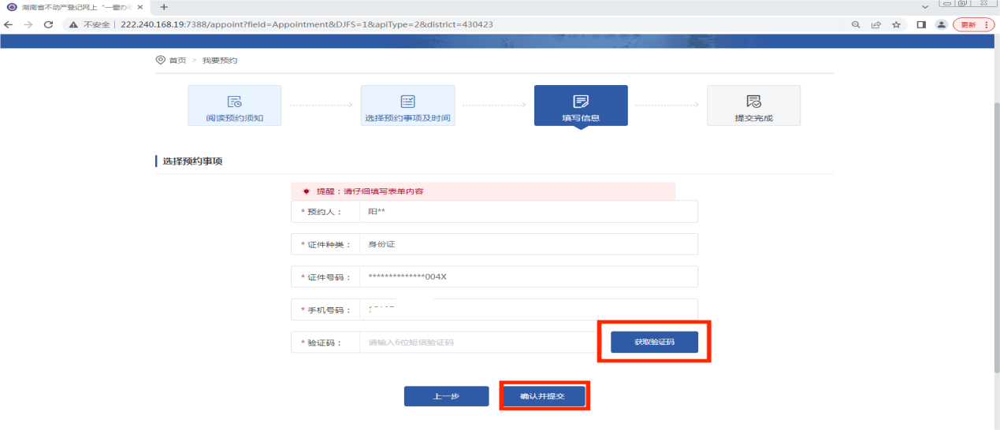 湖南省不动产登记网上“一窗办
不安全 | 222.240.168.19:7388/appoint?field=Appointment&DJFS=1&apiType=2&district=430423
更新
首页 > 我要预约
阅读预约须知
选择预约事项及时间
填写信息
提交完成
选择预约事项
提醒：请仔细填写表单内容
* 预约人： 阳**
* 证件种类： 身份证
* 证件号码： **************004X
* 手机号码：
* 验证码： 请输入6位短信验证码
获取验证码
上一步
确认并提交